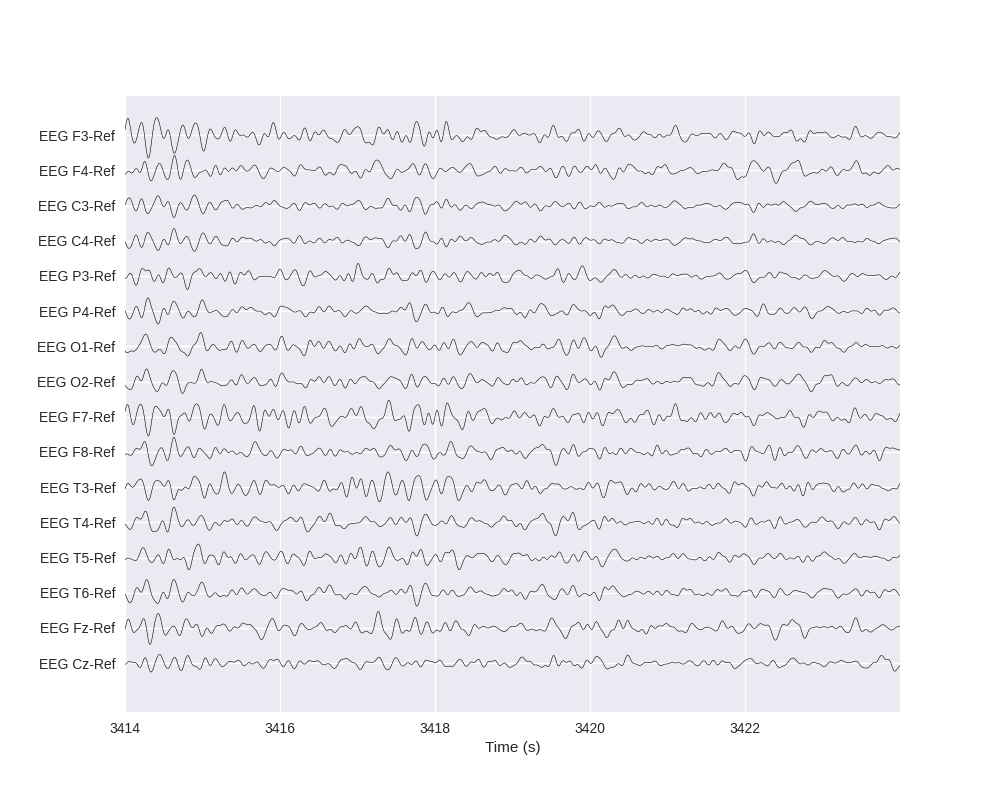 EEG F3-Ref
EEG F4-Ref
EEG C3-Ref
EEG C4-Ref
EEG P3-Ref
EEG P4-Ref
EEG O1-Ref
EEG O2-Ref
EEG F7-Ref
EEG F8-Ref
EEG T3-Ref
EEG T4-Ref
EEG T5-Ref
EEG T6-Ref
EEG Fz-Ref
EEG Cz-Ref
3414 3416 3418 3420 3422
Time (s)